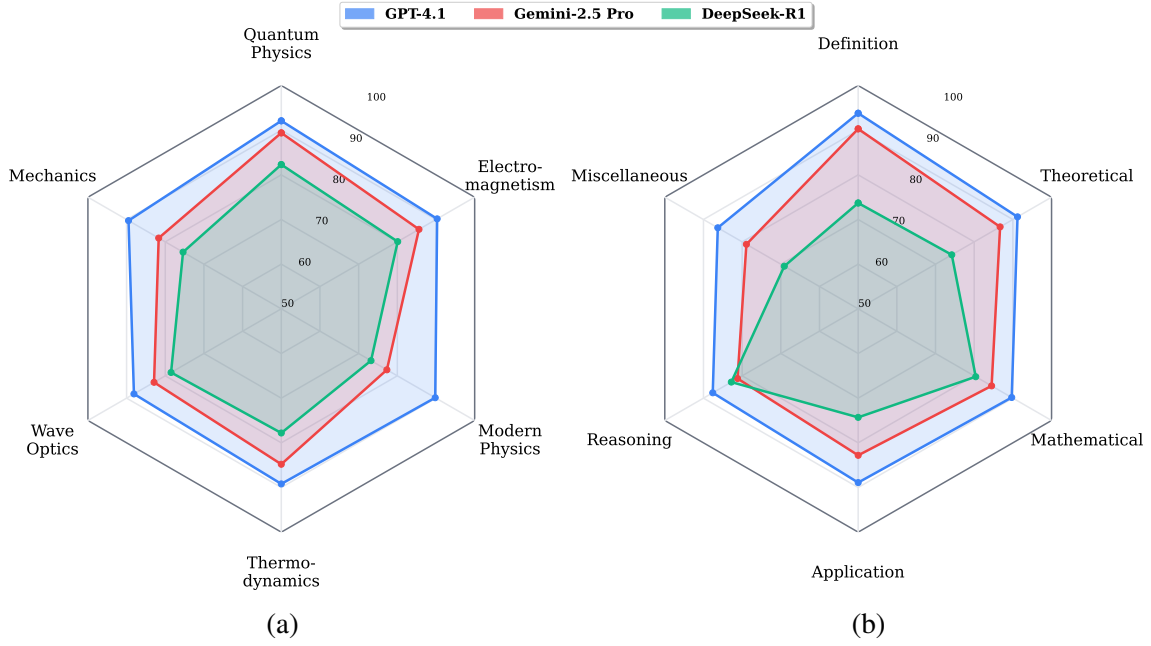 GPT-4.1 Gemini-2.5 Pro DeepSeek-R1
Quantum
Physics
Electro-
magnetism
Modern
Physics
Thermo-
dynamics
Wave
Optics
Mechanics
100
90
80
70
60
50
(a)
Definition
Theoretical
Mathematical
Application
Reasoning
Miscellaneous
100
90
80
70
60
50
(b)